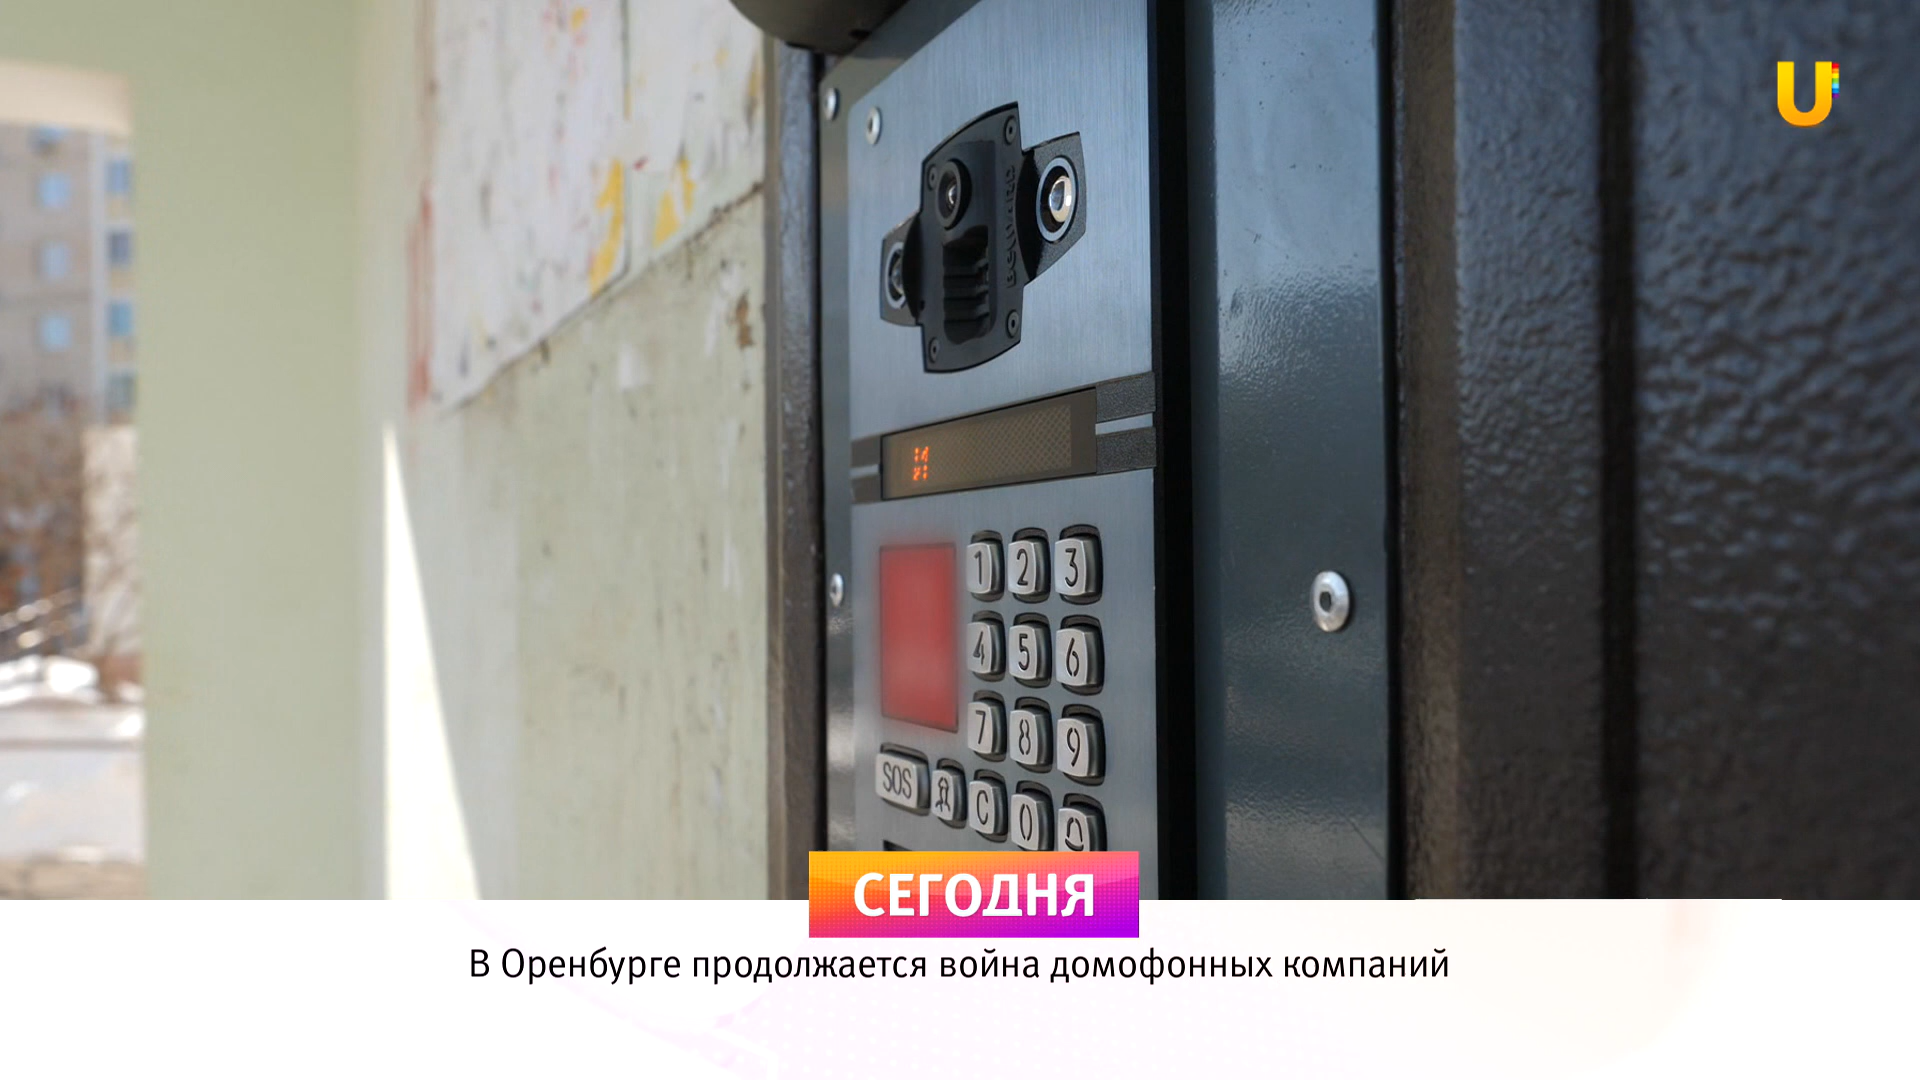 U
1 2 3
4 5 6
7 8 9
SOS C 0
СЕГОДНЯ
В Оренбурге продолжается война домофонных компаний